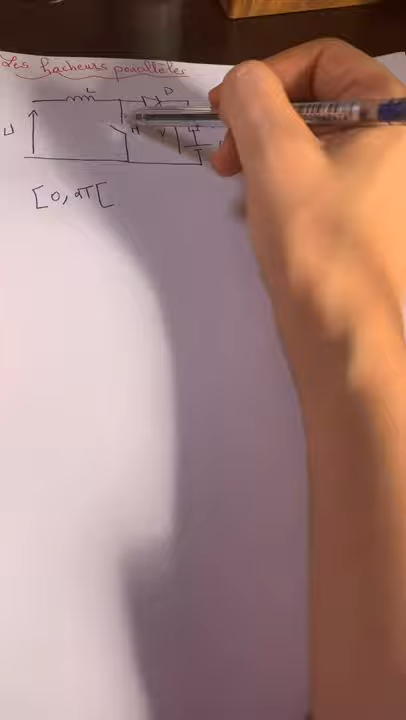 Les hacheurs parallèles
L D
U H V
[0, αT[